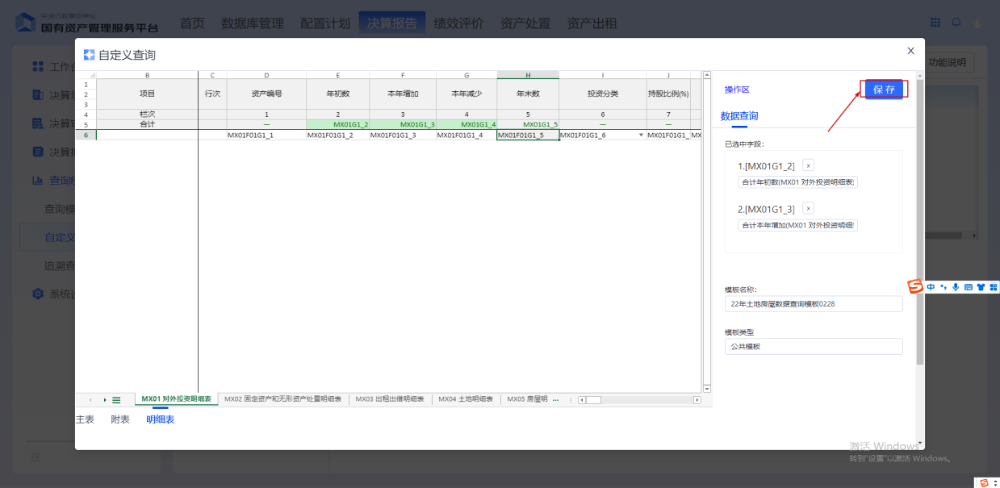 中央行政事业单位
国有资产管理服务平台
首页 数据库管理 配置计划 决算报告 绩效评价 资产处置 资产出租
自定义查询
功能说明
工作
决算
决算
决算
查询
查询模
自定义
追溯查
系统
B C D E F G H I J
1
2 项目 行次 资产编号 年初数 本年增加 本年减少 年末数 投资分类 持股比例(%)
3
4 栏次 1 2 3 4 5 6 7
5 合计 — MX01G1_2 MX01G1_3 MX01G1_4 MX01G1_5 — —
6 MX01F01G1_1 MX01F01G1_2 MX01F01G1_3 MX01F01G1_4 MX01F01G1_5 MX01F01G1_6 MX01F01G1_ MX
MX01 对外投资明细表 MX02 固定资产和无形资产处置明细表 MX03 出租出借明细表 MX04 土地明细表 MX05 房屋明 ...
主表 附表 明细表
操作区
保存
数据查询
已选中字段:
1.[MX01G1_2] x
合计年初数(MX01 对外投资明细表)
2.[MX01G1_3] x
合计本年增加(MX01 对外投资明细
模板名称:
22年土地房屋数据查询模板0228
模板类型
公共模板
中
激活 Windows
转到"设置"以激活 Windows。